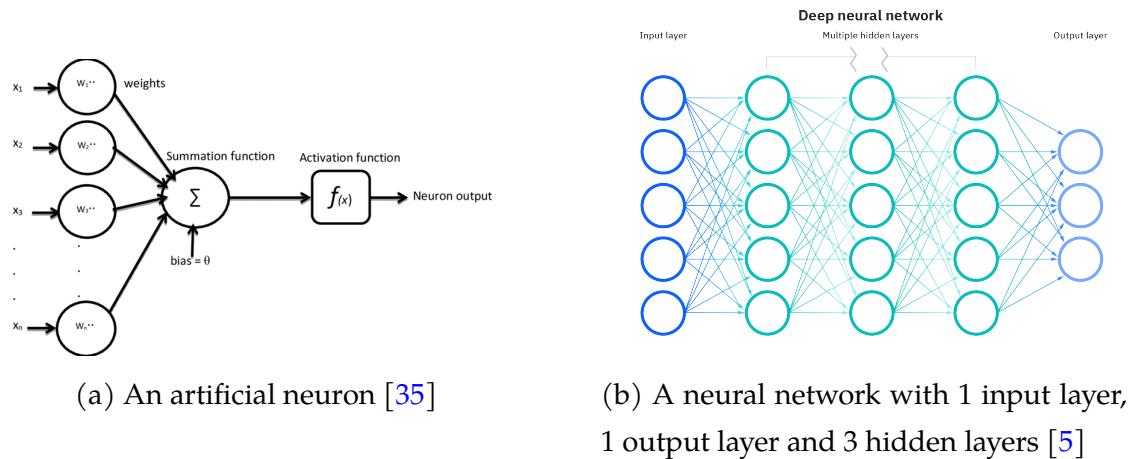 x₁
W₁..
weights
x₂
W₂..
Summation function
Activation function
x₃
W₃..
Σ
f(x)
Neuron output
bias = θ
xₙ
Wₙ..
(a) An artificial neuron [35]
Deep neural network
Input layer
Multiple hidden layers
Output layer
(b) A neural network with 1 input layer,
1 output layer and 3 hidden layers [5]